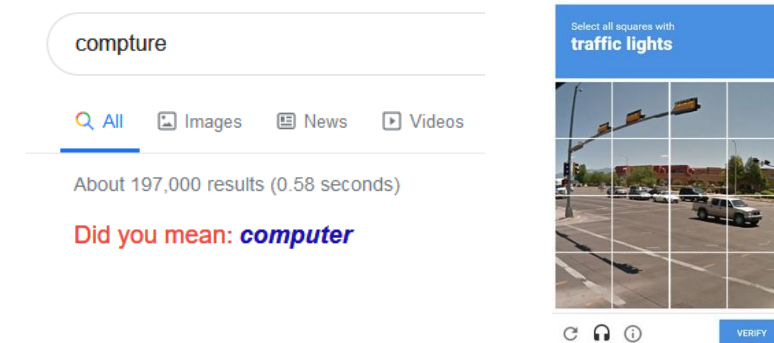 compture
All Images News Videos
About 197,000 results (0.58 seconds)
Did you mean: computer
Select all squares with
traffic lights
VERIFY